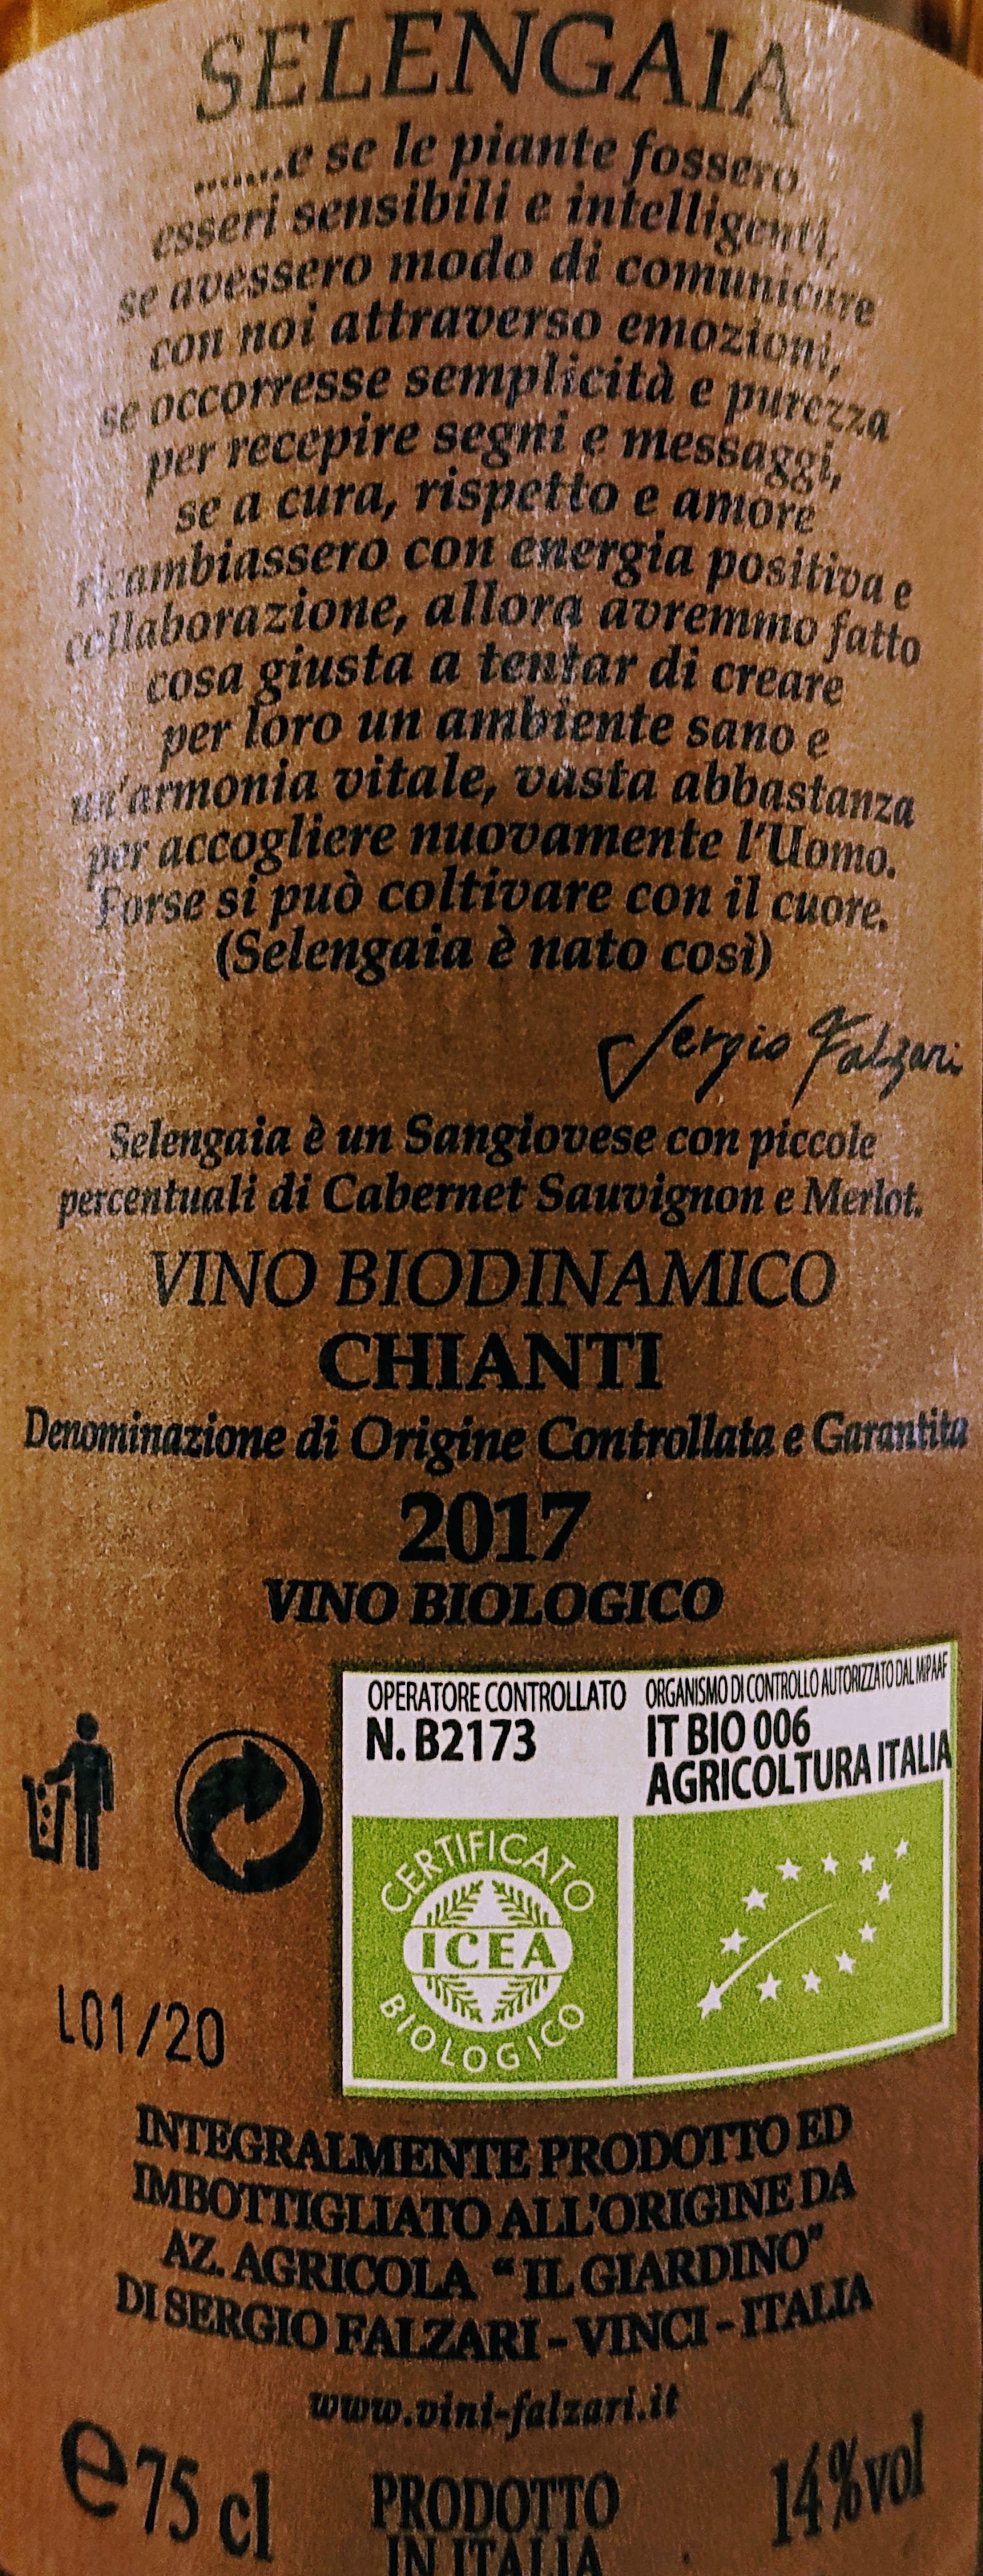 SELENGAIA
.......e se le piante fossero
esseri sensibili e intelligenti,
se avessero modo di comunicare
con noi attraverso emozioni,
se occorresse semplicità e purezza
per recepire segni e messaggi,
se a cura, rispetto e amore
ricambiassero con energia positiva e
collaborazione, allora avremmo fatto
cosa giusta a tentar di creare
per loro un ambiente sano e
un'armonia vitale, vasta abbastanza
per accogliere nuovamente l'Uomo.
Forse si può coltivare con il cuore.
(Selengaia è nato così)
Sergio Falzari
Selengaia è un Sangiovese con piccole
percentuali di Cabernet Sauvignon e Merlot.
VINO BIODINAMICO
CHIANTI
Denominazione di Origine Controllata e Garantita
2017
VINO BIOLOGICO
OPERATORE CONTROLLATO
N. B2173
ORGANISMO DI CONTROLLO AUTORIZZATO DAL MiPAAF
IT BIO 006
AGRICOLTURA ITALIA
CERTIFICATO
ICEA
BIOLOGICO
L01/20
INTEGRALMENTE PRODOTTO ED
IMBOTTIGLIATO ALL'ORIGINE DA
AZ. AGRICOLA "IL GIARDINO"
DI SERGIO FALZARI - VINCI - ITALIA
www.vini-falzari.it
e 75 cl
PRODOTTO
IN ITALIA
14%vol